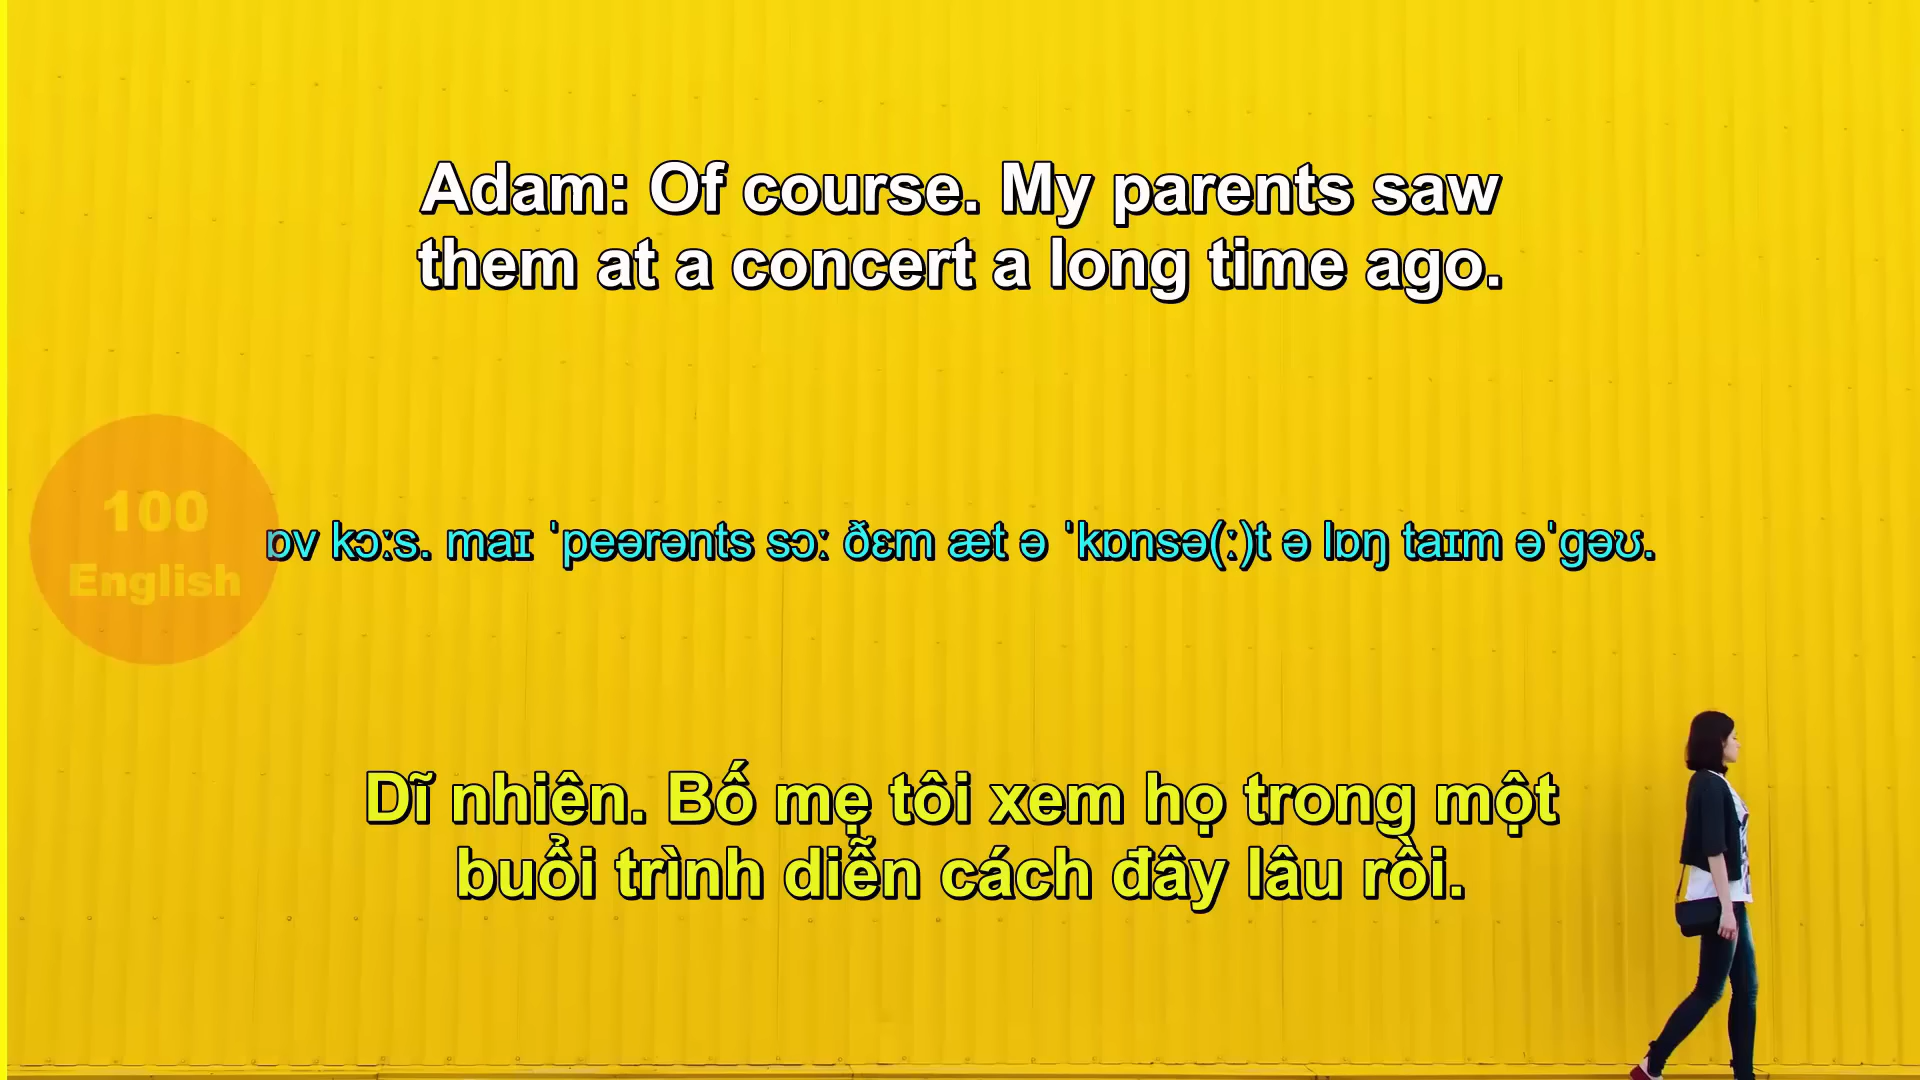 Adam: Of course. My parents saw
them at a concert a long time ago.
100
English
ɒv kɔːs. maɪ ˈpeərənts sɔː ðɛm æt ə ˈkɒnsə(ː)t ə lɒŋ taɪm əˈgəʊ.
Dĩ nhiên. Bố mẹ tôi xem họ trong một
buổi trình diễn cách đây lâu rồi.